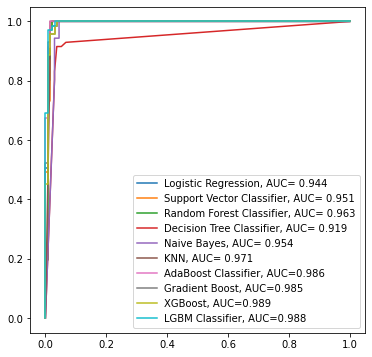 1.0
0.8
0.6
0.4
0.2
0.0
Logistic Regression, AUC= 0.944
Support Vector Classifier, AUC= 0.951
Random Forest Classifier, AUC= 0.963
Decision Tree Classifier, AUC= 0.919
Naive Bayes, AUC= 0.954
KNN, AUC= 0.971
AdaBoost Classifier, AUC=0.986
Gradient Boost, AUC=0.985
XGBoost, AUC=0.989
LGBM Classifier, AUC=0.988
0.0 0.2 0.4 0.6 0.8 1.0